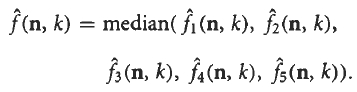 f̂(n, k) = median( f̂₁(n, k), f̂₂(n, k),
f̂₃(n, k), f̂₄(n, k), f̂₅(n, k)).